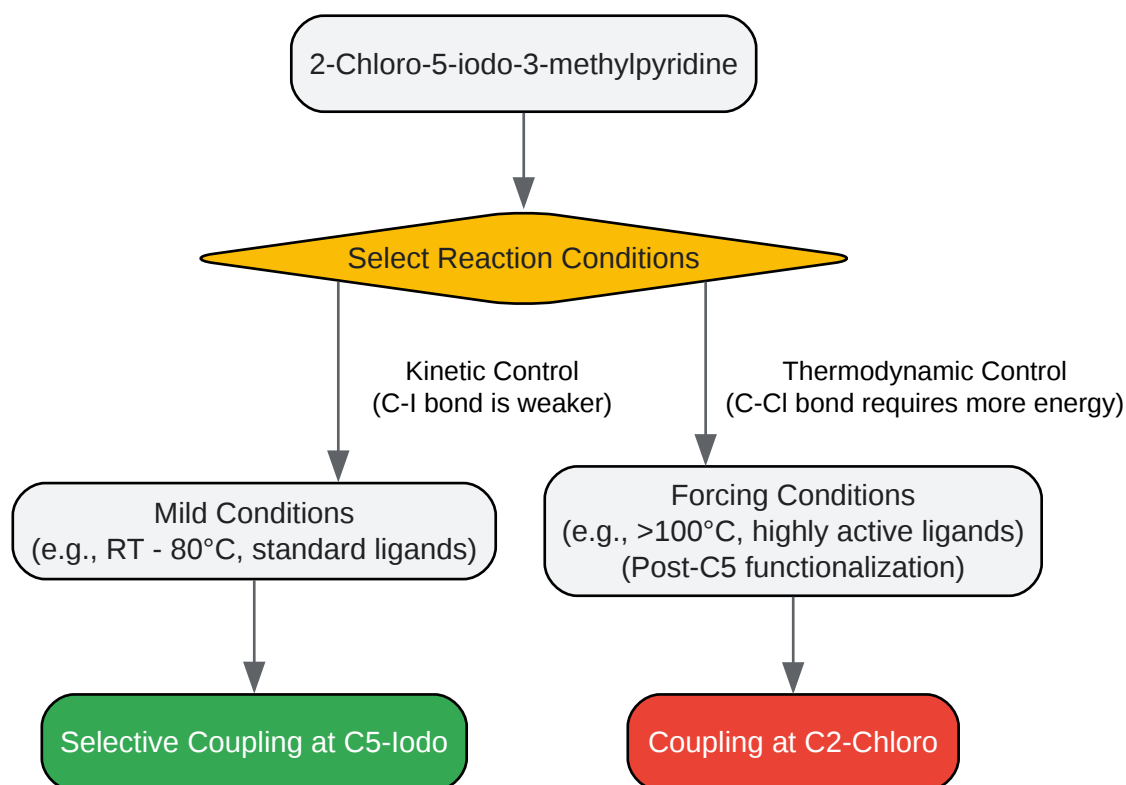 2-Chloro-5-iodo-3-methylpyridine
Select Reaction Conditions
Kinetic Control
(C-I bond is weaker)
Thermodynamic Control
(C-Cl bond requires more energy)
Mild Conditions
(e.g., RT - 80°C, standard ligands)
Forcing Conditions
(e.g., >100°C, highly active ligands)
(Post-C5 functionalization)
Selective Coupling at C5-Iodo
Coupling at C2-Chloro